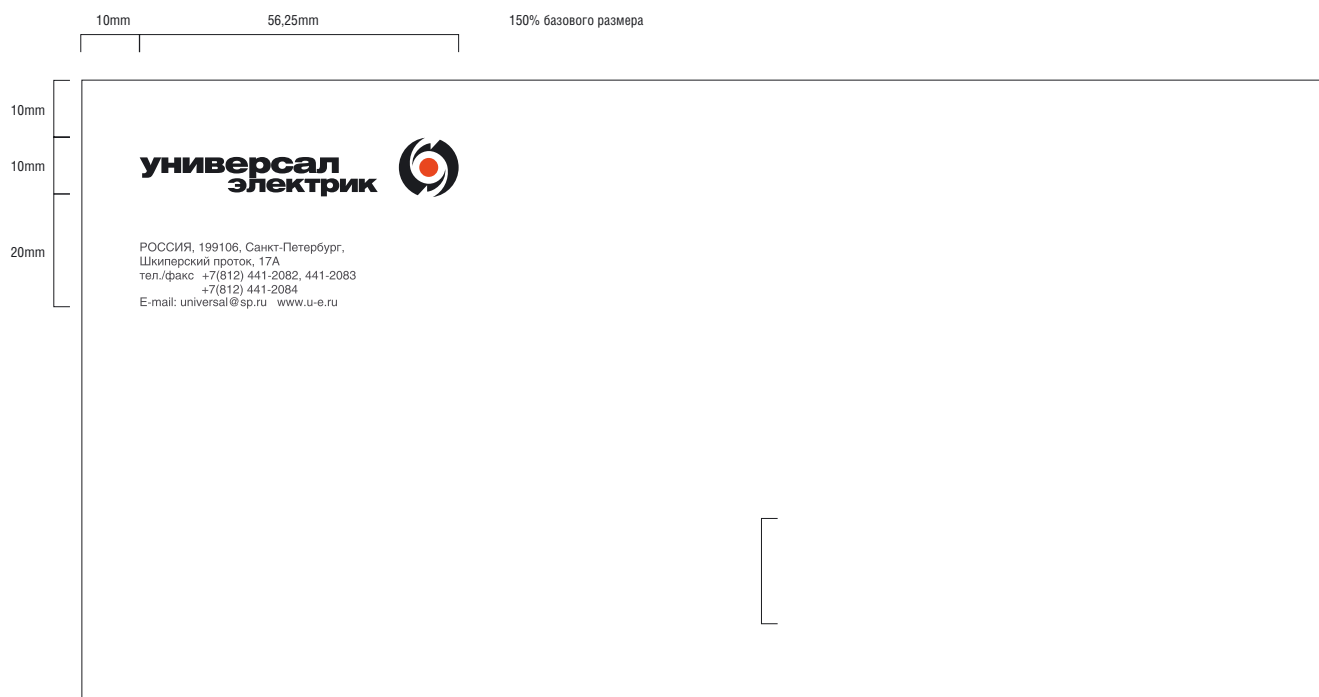 10mm 56,25mm 150% базового размера
10mm
10mm
20mm
универсал
электрик
РОССИЯ, 199106, Санкт-Петербург,
Шкиперский проток, 17А
тел./факс +7(812) 441-2082, 441-2083
+7(812) 441-2084
E-mail: universal@sp.ru www.u-e.ru